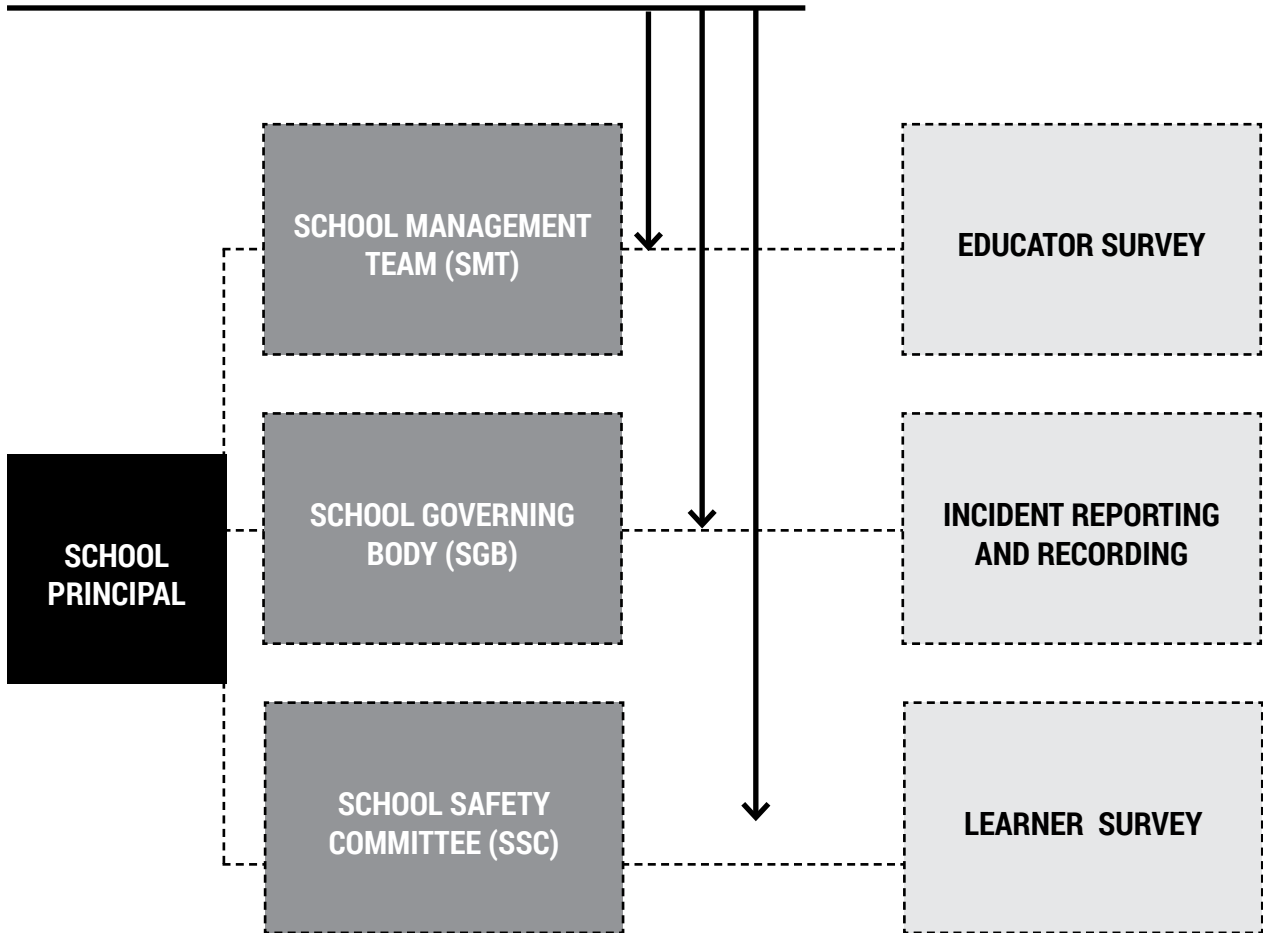 SCHOOL MANAGEMENT
TEAM (SMT)
EDUCATOR SURVEY
SCHOOL
PRINCIPAL
SCHOOL GOVERNING
BODY (SGB)
INCIDENT REPORTING
AND RECORDING
SCHOOL SAFETY
COMMITTEE (SSC)
LEARNER SURVEY